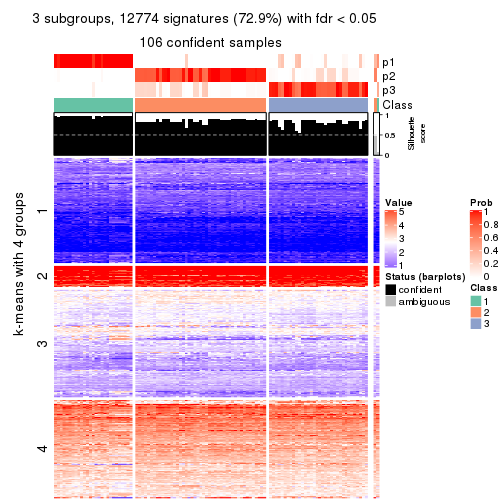 3 subgroups, 12774 signatures (72.9%) with fdr < 0.05
106 confident samples
p1
p2
p3
Class
1
0.5
0
Silhouette
score
k-means with 4 groups
1
2
3
4
Value
5
4
3
2
1
Status (barplots)
confident
ambiguous
Prob
1
0.8
0.6
0.4
0.2
0
Class
1
2
3